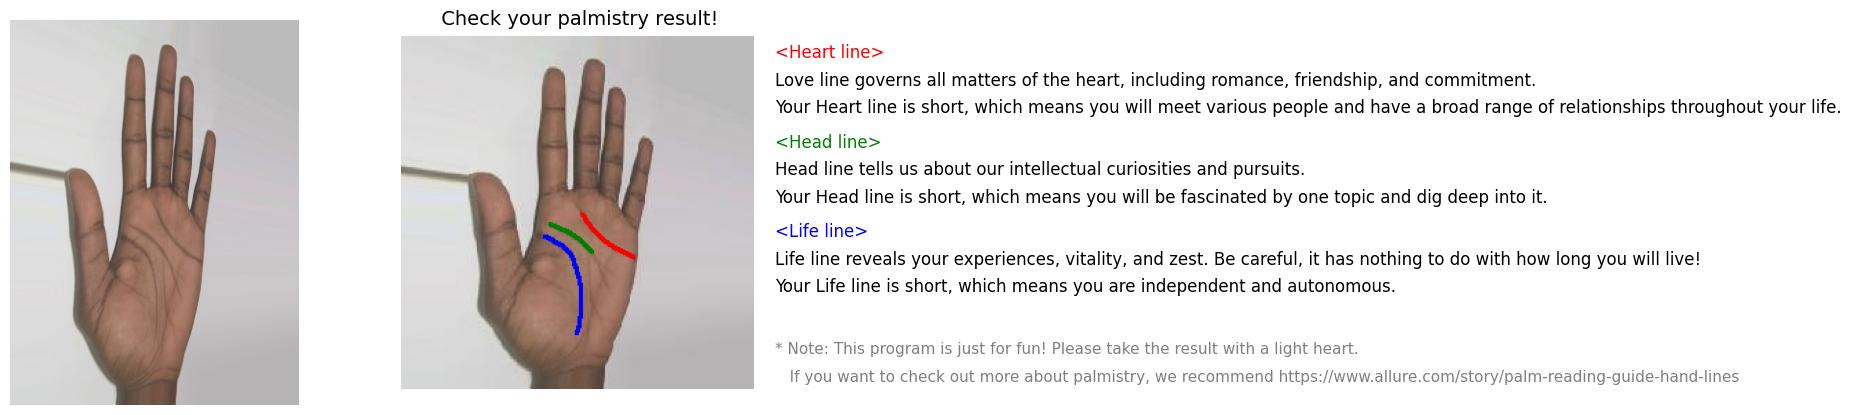 Check your palmistry result!
<Heart line>
Love line governs all matters of the heart, including romance, friendship, and commitment.
Your Heart line is short, which means you will meet various people and have a broad range of relationships throughout your life.
<Head line>
Head line tells us about our intellectual curiosities and pursuits.
Your Head line is short, which means you will be fascinated by one topic and dig deep into it.
<Life line>
Life line reveals your experiences, vitality, and zest. Be careful, it has nothing to do with how long you will live!
Your Life line is short, which means you are independent and autonomous.
* Note: This program is just for fun! Please take the result with a light heart.
If you want to check out more about palmistry, we recommend https://www.allure.com/story/palm-reading-guide-hand-lines